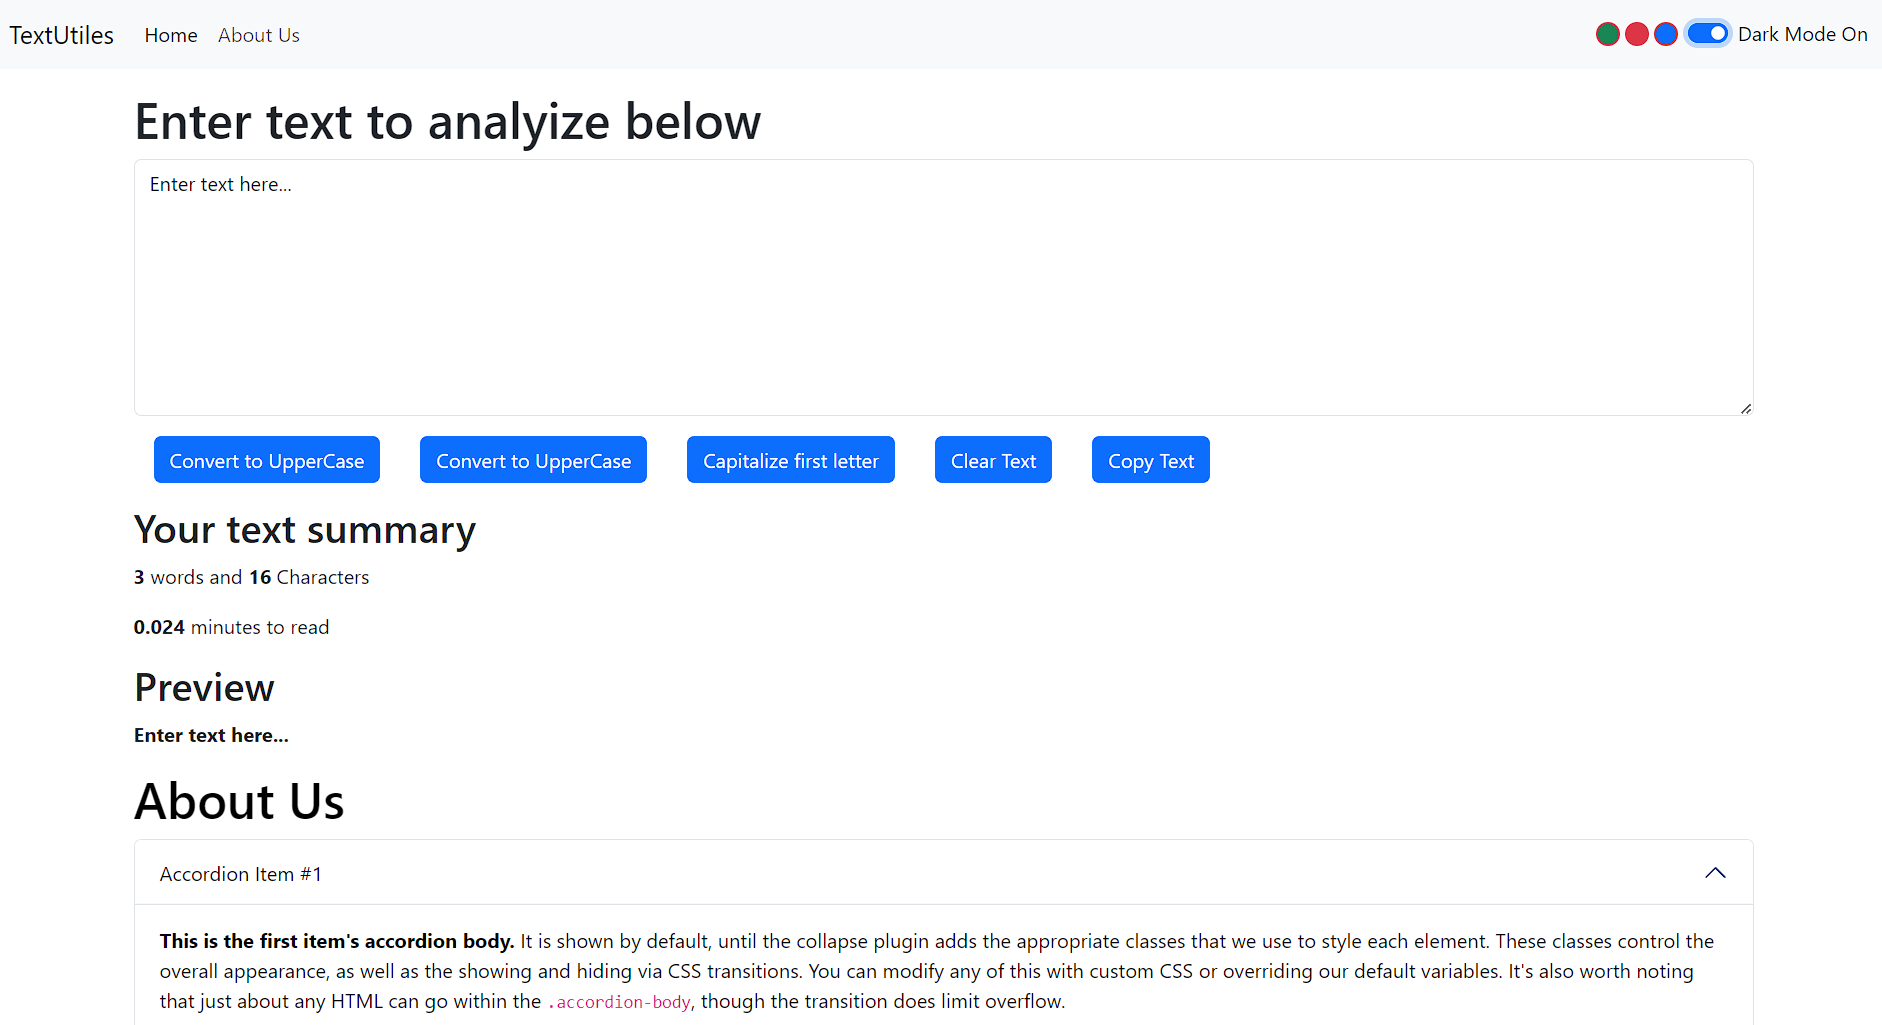 TextUtiles Home About Us Dark Mode On
Enter text to analyize below
Enter text here...
Convert to UpperCase Convert to UpperCase Capitalize first letter Clear Text Copy Text
Your text summary
3 words and 16 Characters
0.024 minutes to read
Preview
Enter text here...
About Us
Accordion Item #1
This is the first item's accordion body. It is shown by default, until the collapse plugin adds the appropriate classes that we use to style each element. These classes control the
overall appearance, as well as the showing and hiding via CSS transitions. You can modify any of this with custom CSS or overriding our default variables. It's also worth noting
that just about any HTML can go within the .accordion-body, though the transition does limit overflow.